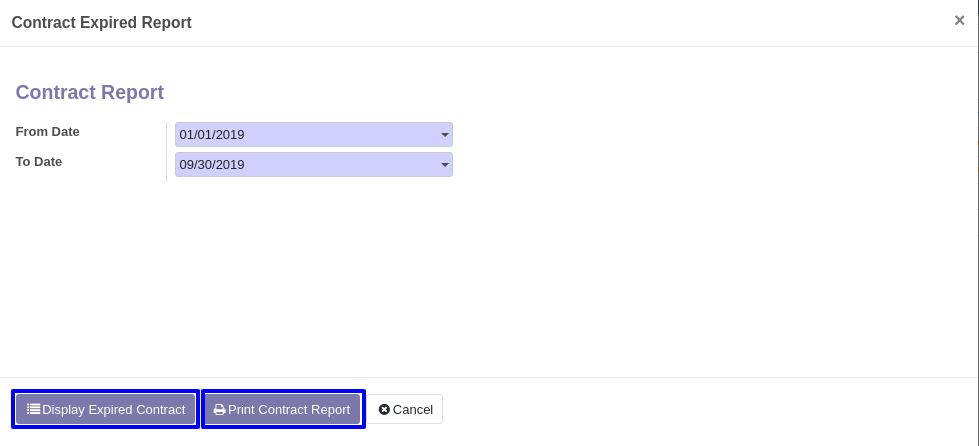 Contract Expired Report ×
Contract Report
From Date 01/01/2019
To Date 09/30/2019
Display Expired Contract Print Contract Report Cancel